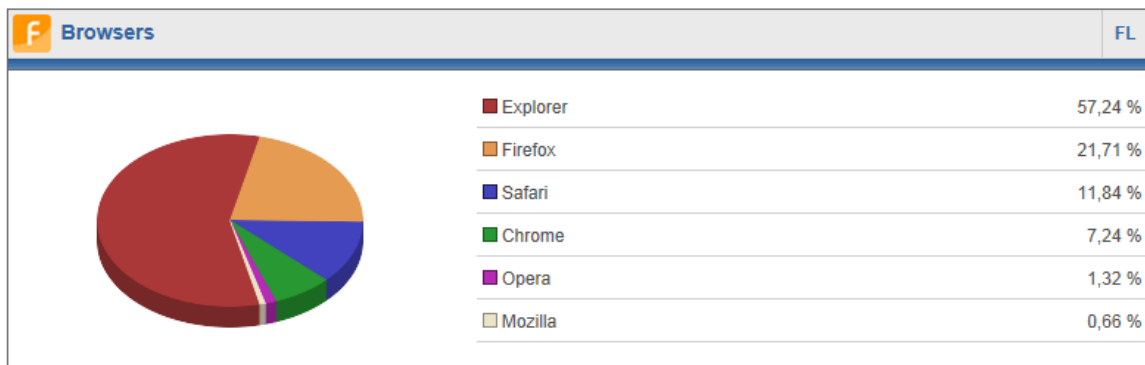 Browsers FL
Explorer 57,24 %
Firefox 21,71 %
Safari 11,84 %
Chrome 7,24 %
Opera 1,32 %
Mozilla 0,66 %